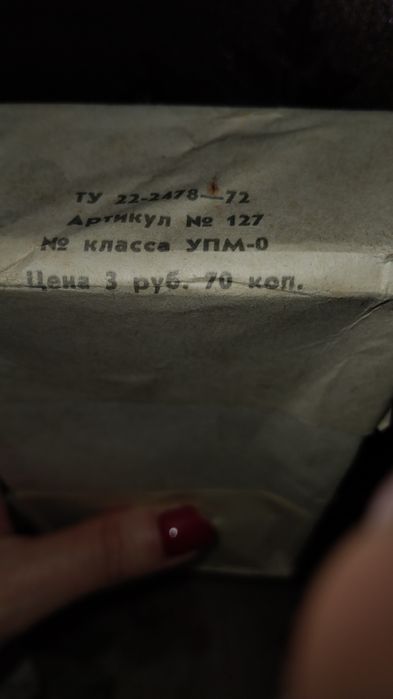 ТУ 22-2478—72
Артикул № 127
№ класса УПМ-0
Цена 3 руб. 70 коп.